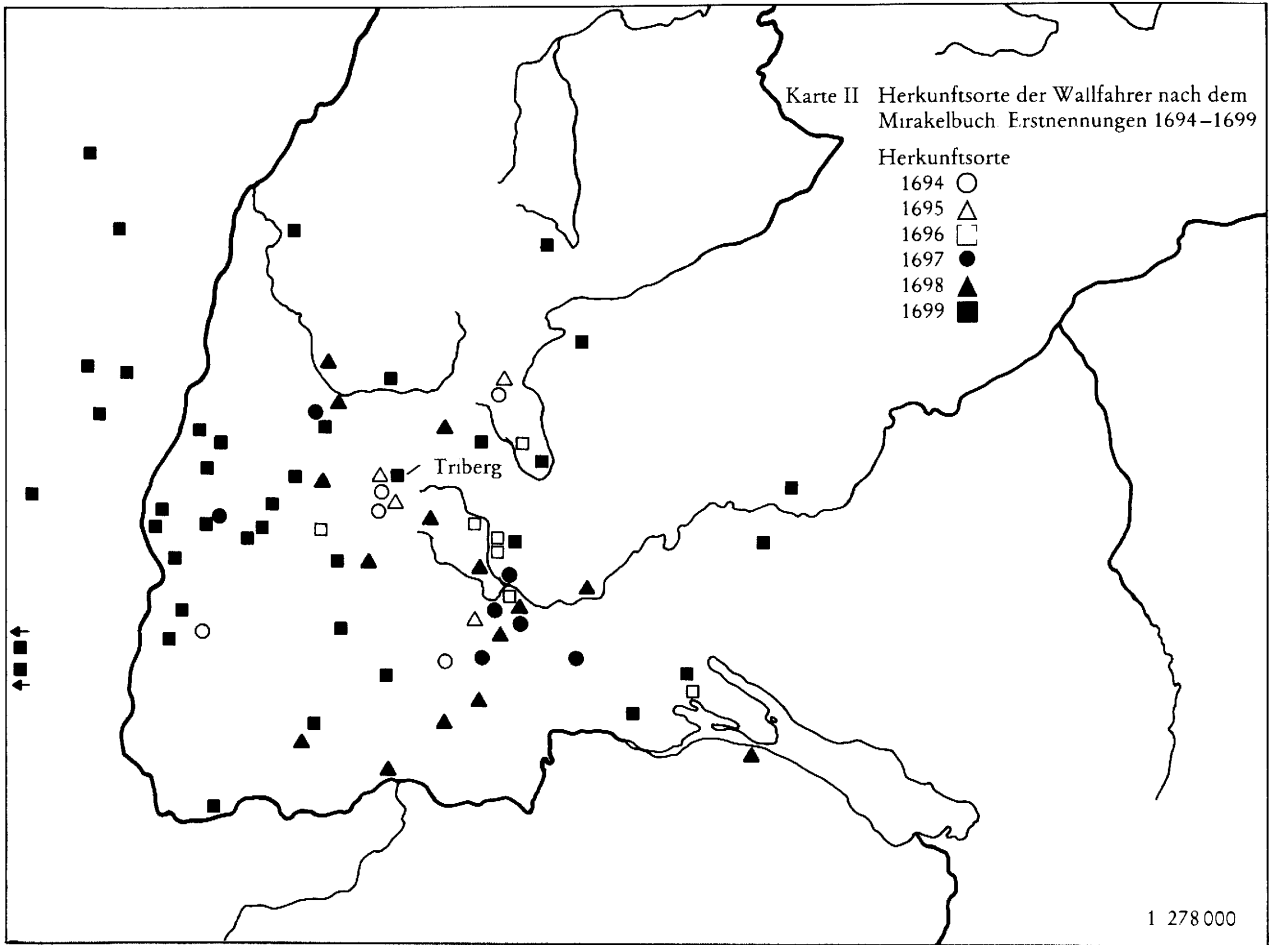 Karte II Herkunftsorte der Wallfahrer nach dem
Mirakelbuch Erstnennungen 1694–1699
Herkunftsorte
1694
1695
1696
1697
1698
1699
Triberg
1 278 000